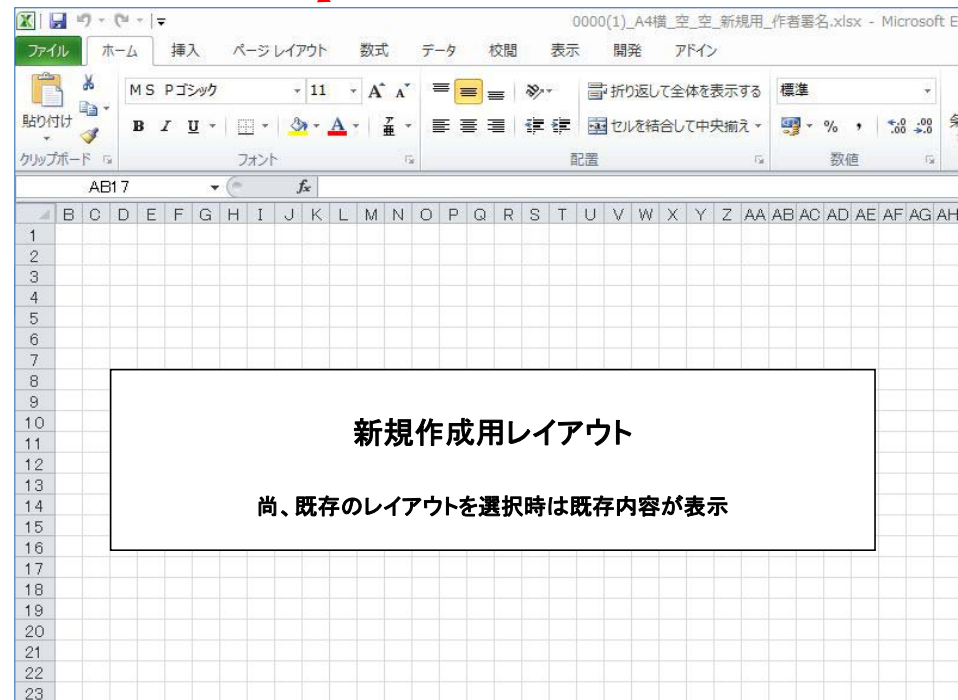 0000(1)_A4横_空_空_新規用_作者署名.xlsx - Microsoft E
ファイル ホーム 挿入 ページ レイアウト 数式 データ 校閲 表示 開発 アドイン
貼り付け
ＭＳ Ｐゴシック 11 A A
B I U A 亜
折り返して全体を表示する
セルを結合して中央揃え
標準
% , .0 .00 .00 .0
クリップボード フォント 配置 数値
AB17 fx
B C D E F G H I J K L M N O P Q R S T U V W X Y Z AA AB AC AD AE AF AG AH
1
2
3
4
5
6
7
8
9
10
11
12
13
14
15
16
17
18
19
20
21
22
23
新規作成用レイアウト
尚、既存のレイアウトを選択時は既存内容が表示